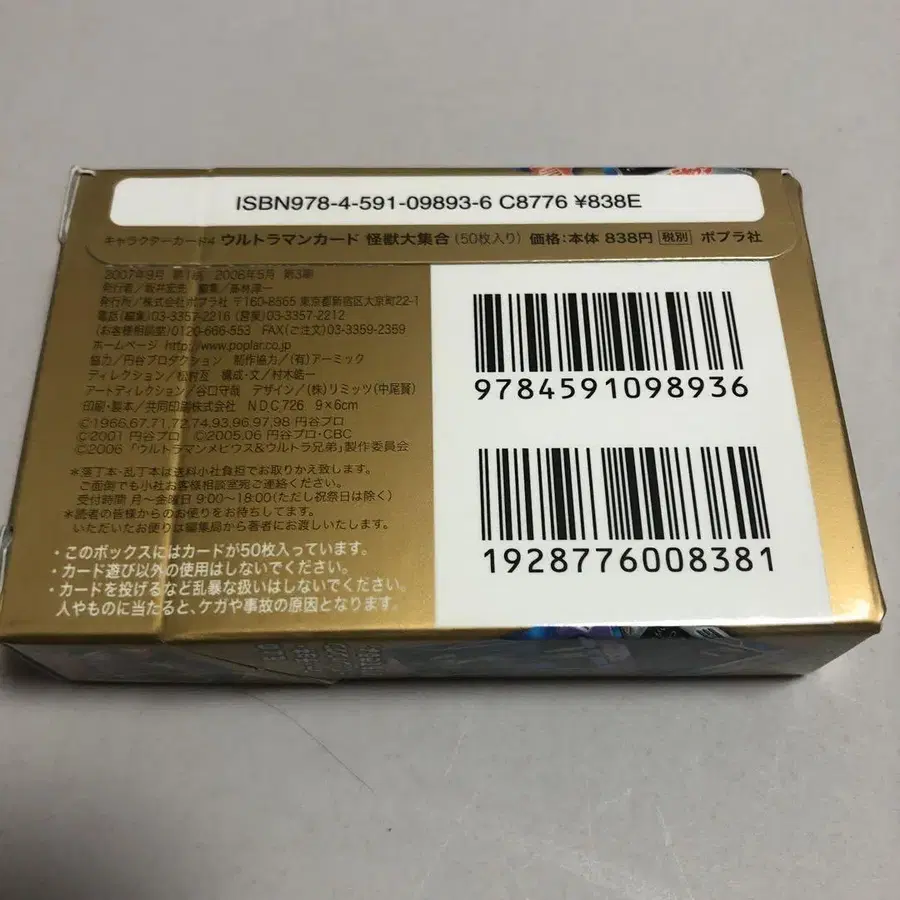 ISBN978-4-591-09893-6 C8776 ¥838E
キャラクターカード4 ウルトラマンカード 怪獣大集合(50枚入り) 価格:本体 838円 税別 ポプラ社
2007年9月 第1刷 2008年5月 第3刷
発行者/坂井宏先 編集/
発行所/株式会社ポプラ社 〒160-8565 東京都新宿区大京町22-1
電話(編集)03-3357-2216 (営業)03-3357-2212
(お客様相談室)0120-666-553 FAX(ご注文)03-3359-2359
ホームページ http://www.poplar.co.jp
協力/円谷プロダクション 製作協力/(有)アーミック
ディレクション/松村亙 構成・文/村木皓一
アートディレクション/谷口守哉 デザイン/(株)リミッツ(中尾賢)
印刷・製本/共同印刷株式会社 NDC726 9×6cm
©1966,67,71,72,74,93,96,97,98 円谷プロ
©2001 円谷プロ ©2005,06 円谷プロ・CBC
©2006 「ウルトラマンメビウス&ウルトラ兄弟」製作委員会
*落丁本・乱丁本は送料小社負担でお取りかえ致します。
ご面倒でも小社お客様相談室宛ご連絡ください。
受付時間 月〜金曜日 9:00〜18:00(ただし祝祭日は除く)
*読者の皆様からのお便りをお待ちしてます。
いただいたお便りは編集局から著者にお渡しいたします。
・このボックスにはカードが50枚入っています。
・カード遊び以外の使用はしないでください。
・カードを投げるなど乱暴な扱いはしないでください。
人やものに当たると、ケガや事故の原因となります。
9784591098936
1928776008381